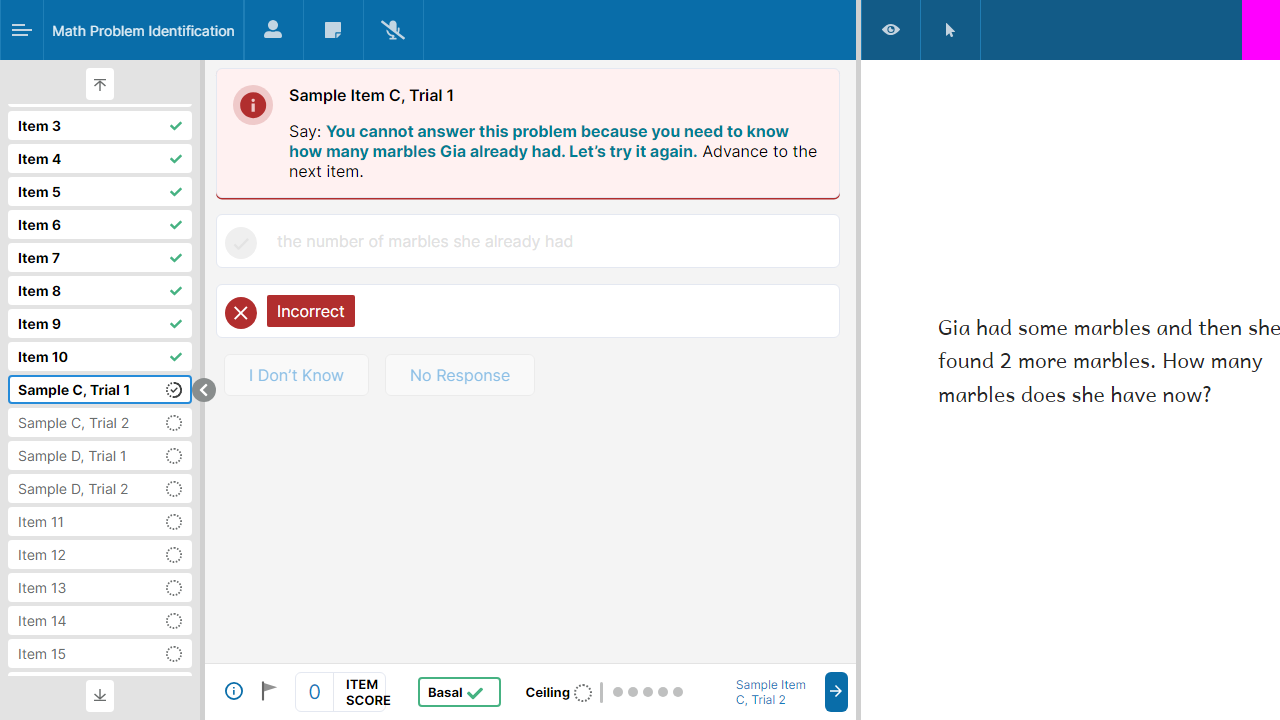 Math Problem Identification
Item 3
Item 4
Item 5
Item 6
Item 7
Item 8
Item 9
Item 10
Sample C, Trial 1
Sample C, Trial 2
Sample D, Trial 1
Sample D, Trial 2
Item 11
Item 12
Item 13
Item 14
Item 15
Sample Item C, Trial 1
Say: You cannot answer this problem because you need to know
how many marbles Gia already had. Let’s try it again. Advance to the
next item.
the number of marbles she already had
Incorrect
I Don’t Know
No Response
0
ITEM
SCORE
Basal
Ceiling
Sample Item
C, Trial 2
Gia had some marbles and then she
found 2 more marbles. How many
marbles does she have now?